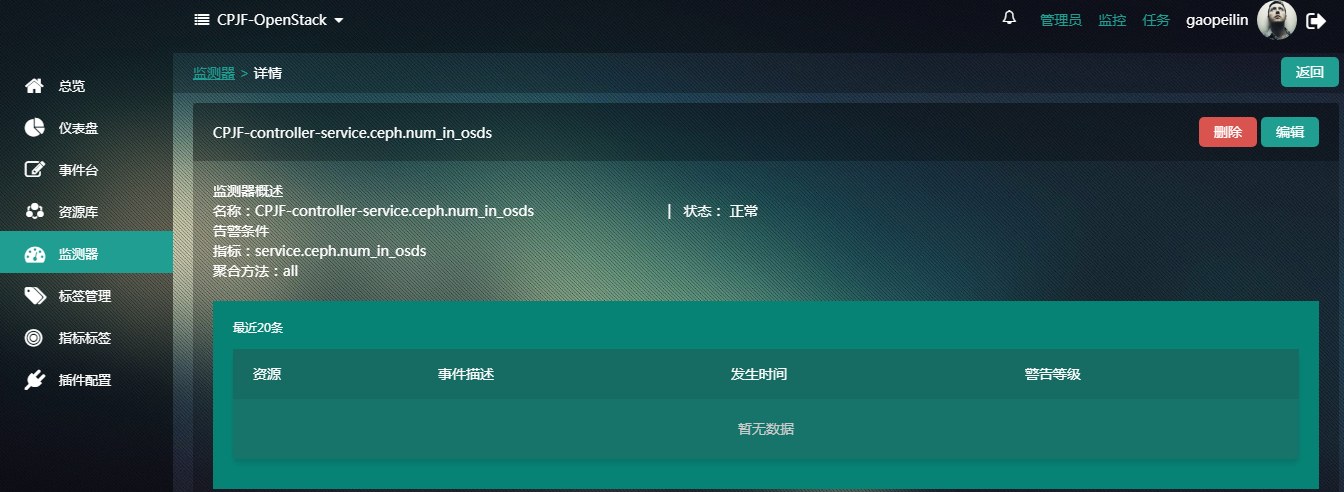 CPJF-OpenStack
管理员 监控 任务 gaopeilin
监测器 > 详情
返回
总览
仪表盘
事件台
资源库
监测器
标签管理
指标标签
插件配置
CPJF-controller-service.ceph.num_in_osds
删除 编辑
监测器概述
名称：CPJF-controller-service.ceph.num_in_osds | 状态： 正常
告警条件
指标：service.ceph.num_in_osds
聚合方法：all
最近20条
资源 事件描述 发生时间 警告等级
暂无数据